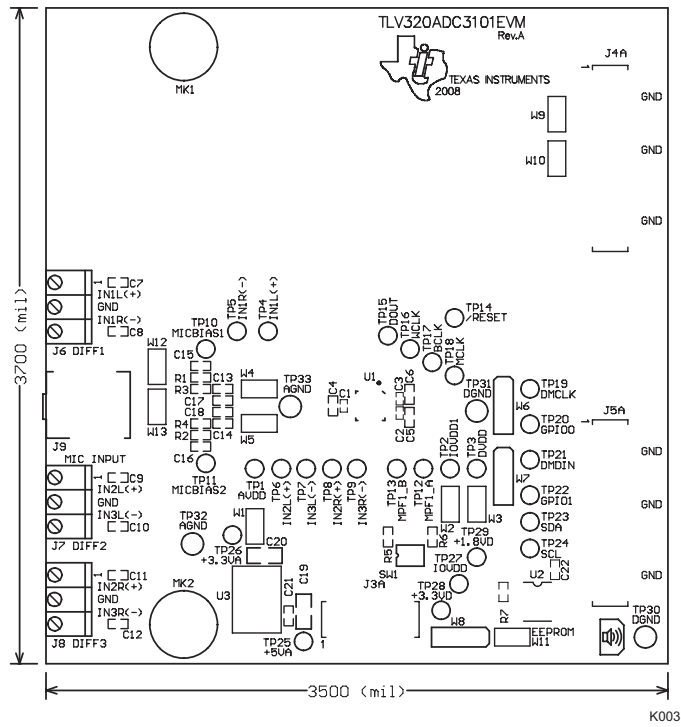 TLV320ADC3101EVM
Rev.A
TEXAS INSTRUMENTS
2008
MK1
J4A
W9
W10
GND
GND
GND
3700 (mil)
1
C7
IN1L(+)
GND
IN1R(-)
C8
J6 DIFF1
W12
W13
J9
MIC INPUT
TP10
MICBIAS1
TP5
IN1R(-)
TP4
IN1L(+)
C15
R1
R3
C13
C17
C18
R4
R2
C14
C16
W4
W5
TP33
AGND
TP11
MICBIAS2
C4
C1
U1
C3
C6
C2
C5
TP15
DOUT
TP16
WCLK
TP17
BCLK
TP18
MCLK
TP14
/RESET
TP31
DGND
W6
TP19
DMCLK
TP20
GPIO0
J5A
TP2
IOVDD1
TP3
DVDD
W7
TP21
DMDIN
TP22
GPIO1
TP23
SDA
TP24
SCL
GND
GND
GND
1
C9
IN2L(+)
GND
IN3L(-)
C10
J7 DIFF2
TP1
AVDD
TP6
IN2L(+)
TP7
IN3L(-)
TP8
IN2R(+)
TP9
IN3R(-)
TP13
MPF1_B
TP12
MPF1_A
W2
W3
R5
R6
SW1
J3A
TP29
+1.8VD
TP27
IOVDD
TP28
+3.3VD
TP32
AGND
W1
TP26
+3.3VA
C20
U3
C21
C19
TP25
+5VA
1
1
C11
IN2R(+)
GND
IN3R(-)
C12
J8 DIFF3
MK2
W8
R7
U2
C22
EEPROM
W11
TP30
DGND
3500 (mil)
K003